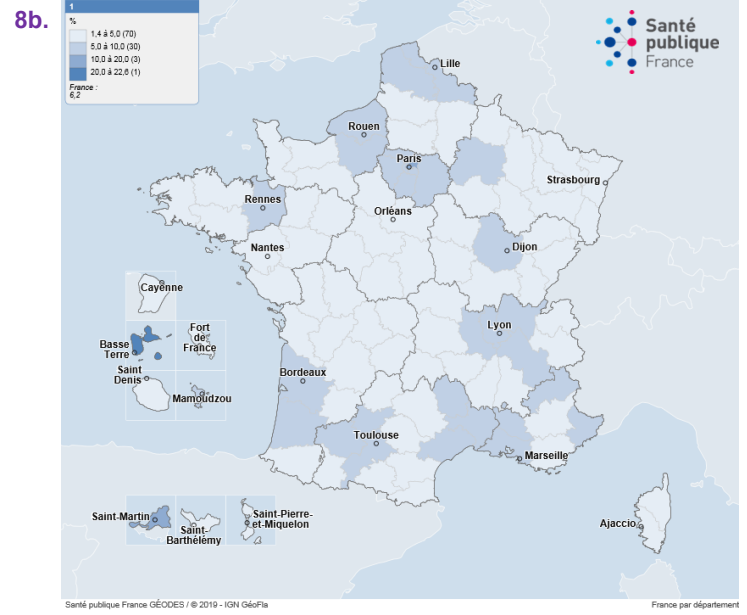 8b.
1
%
1,4 à 5,0 (70)
5,0 à 10,0 (30)
10,0 à 20,0 (3)
20,0 à 22,6 (1)
France :
6,2
Santé
publique
France
Lille
Rouen
Paris
Strasbourg
Rennes
Orléans
Nantes
Dijon
Cayenne
Lyon
Basse
Terre
Fort
de
France
Saint
Denis
Mamoudzou
Bordeaux
Toulouse
Marseille
Saint-Martin
Saint-
Barthélémy
Saint-Pierre-
et-Miquelon
Ajaccio
Santé publique France GÉODES / © 2019 - IGN GéoFla
France par département